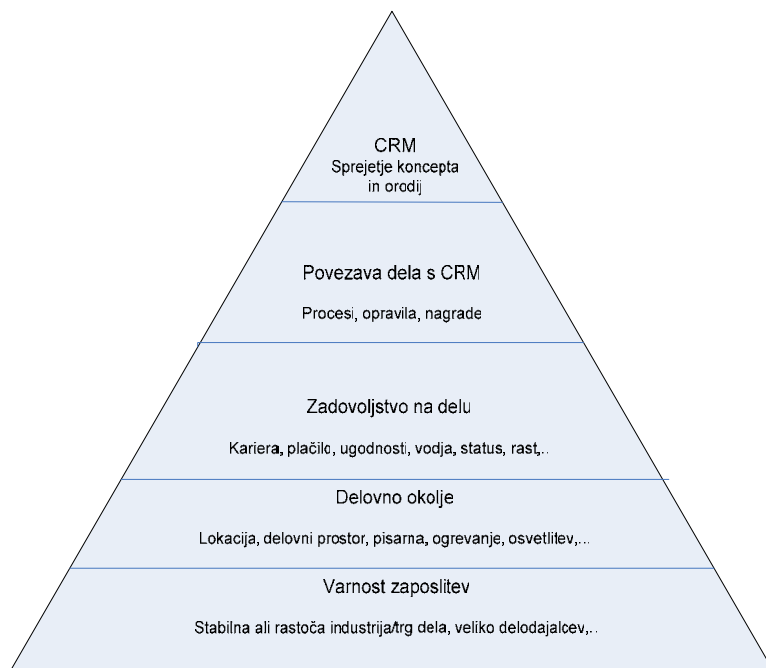 CRM
Sprejetje koncepta
in orodij
Povezava dela s CRM
Procesi, opravila, nagrade
Zadovoljstvo na delu
Kariera, plačilo, ugodnosti, vodja, status, rast,..
Delovno okolje
Lokacija, delovni prostor, pisarna, ogrevanje, osvetlitev,...
Varnost zaposlitev
Stabilna ali rastoča industrija/trg dela, veliko delodajalcev,..